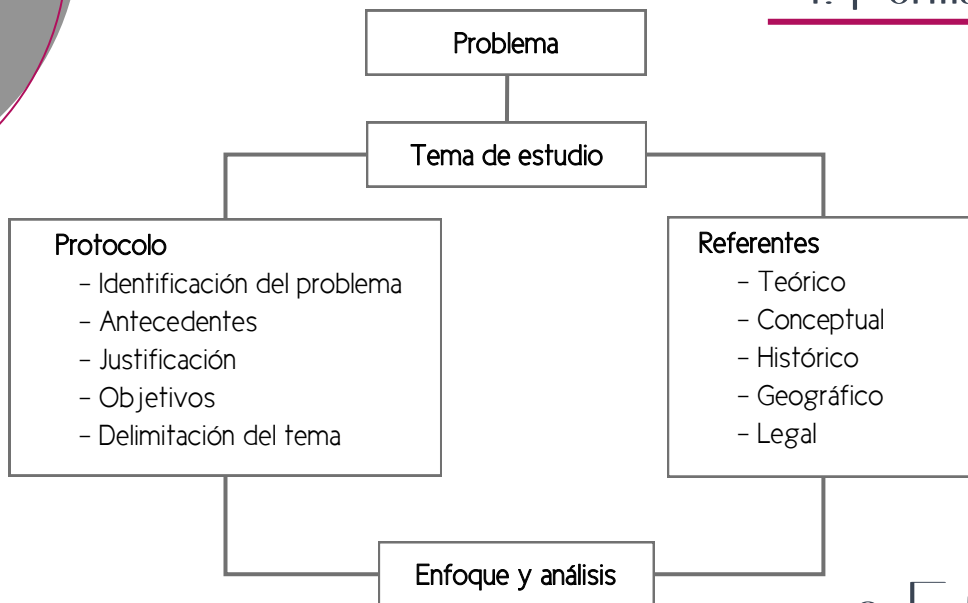 Problema
Tema de estudio
Protocolo
- Identificación del problema
- Antecedentes
- Justificación
- Objetivos
- Delimitación del tema
Referentes
- Teórico
- Conceptual
- Histórico
- Geográfico
- Legal
Enfoque y análisis